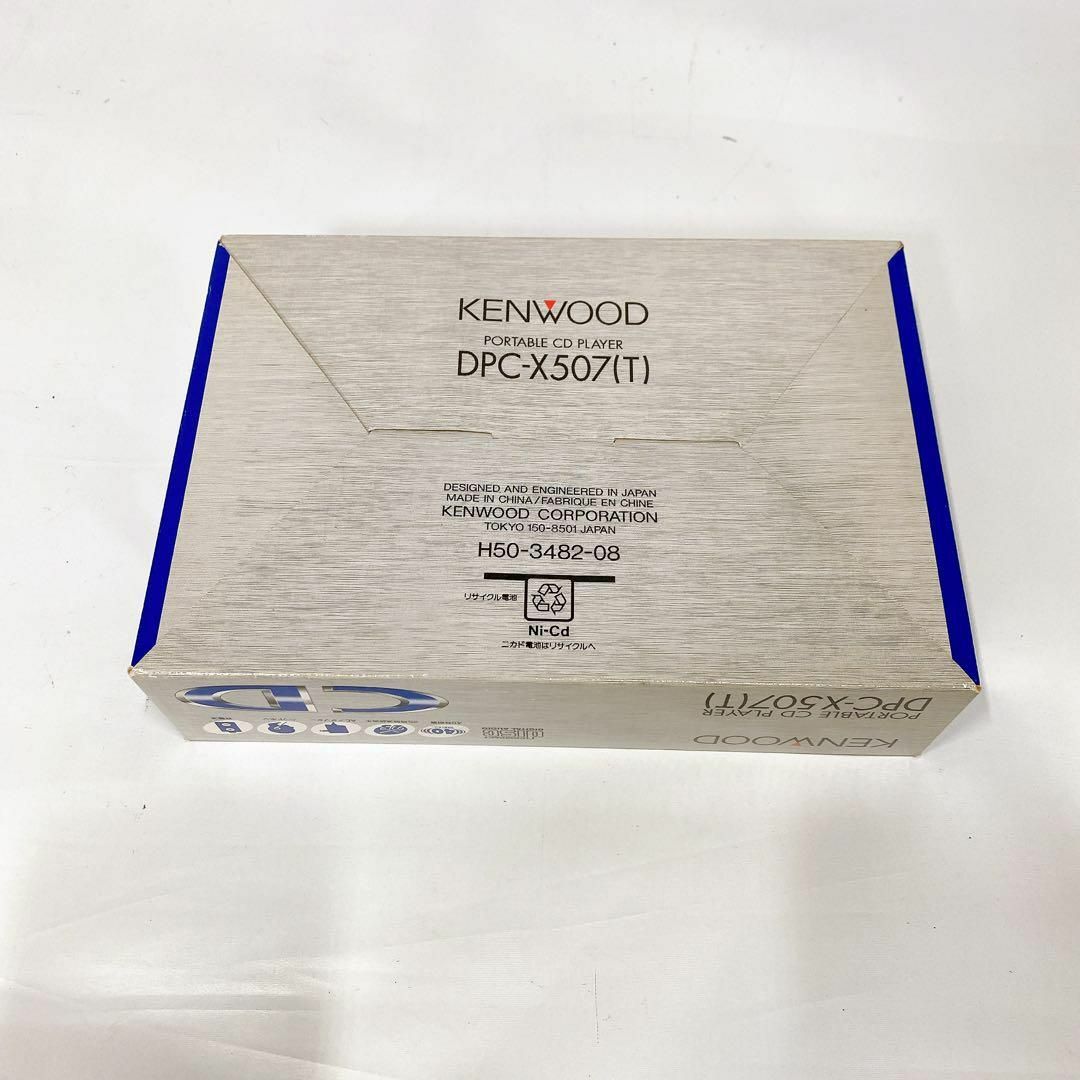 KENWOOD
PORTABLE CD PLAYER
DPC-X507(T)
DESIGNED AND ENGINEERED IN JAPAN
MADE IN CHINA/FABRIQUE EN CHINE
KENWOOD CORPORATION
TOKYO 150-8501 JAPAN
H50-3482-08
リサイクル電池
Ni-Cd
ニカド電池はリサイクルへ
KENWOOD
PORTABLE CD PLAYER
DPC-X507(T)
CD
40